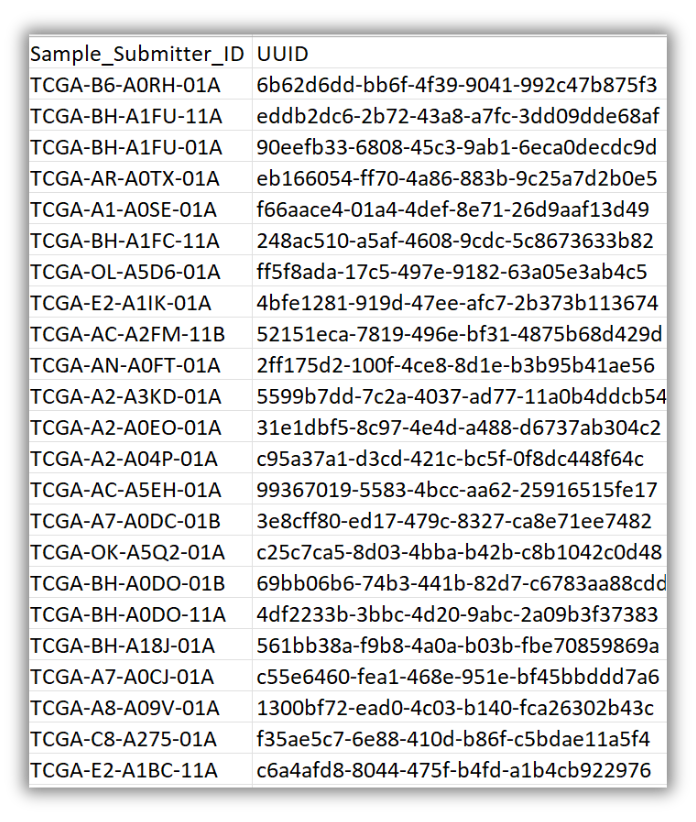 Sample_Submitter_ID UUID
TCGA-B6-A0RH-01A 6b62d6dd-bb6f-4f39-9041-992c47b875f3
TCGA-BH-A1FU-11A eddb2dc6-2b72-43a8-a7fc-3dd09dde68af
TCGA-BH-A1FU-01A 90eefb33-6808-45c3-9ab1-6eca0decdc9d
TCGA-AR-A0TX-01A eb166054-ff70-4a86-883b-9c25a7d2b0e5
TCGA-A1-A0SE-01A f66aace4-01a4-4def-8e71-26d9aaf13d49
TCGA-BH-A1FC-11A 248ac510-a5af-4608-9cdc-5c8673633b82
TCGA-OL-A5D6-01A ff5f8ada-17c5-497e-9182-63a05e3ab4c5
TCGA-E2-A1IK-01A 4bfe1281-919d-47ee-afc7-2b373b113674
TCGA-AC-A2FM-11B 52151eca-7819-496e-bf31-4875b68d429d
TCGA-AN-A0FT-01A 2ff175d2-100f-4ce8-8d1e-b3b95b41ae56
TCGA-A2-A3KD-01A 5599b7dd-7c2a-4037-ad77-11a0b4ddcb54
TCGA-A2-A0EO-01A 31e1dbf5-8c97-4e4d-a488-d6737ab304c2
TCGA-A2-A04P-01A c95a37a1-d3cd-421c-bc5f-0f8dc448f64c
TCGA-AC-A5EH-01A 99367019-5583-4bcc-aa62-25916515fe17
TCGA-A7-A0DC-01B 3e8cff80-ed17-479c-8327-ca8e71ee7482
TCGA-OK-A5Q2-01A c25c7ca5-8d03-4bba-b42b-c8b1042c0d48
TCGA-BH-A0DO-01B 69bb06b6-74b3-441b-82d7-c6783aa88cdd
TCGA-BH-A0DO-11A 4df2233b-3bbc-4d20-9abc-2a09b3f37383
TCGA-BH-A18J-01A 561bb38a-f9b8-4a0a-b03b-fbe70859869a
TCGA-A7-A0CJ-01A c55e6460-fea1-468e-951e-bf45bbddd7a6
TCGA-A8-A09V-01A 1300bf72-ead0-4c03-b140-fca26302b43c
TCGA-C8-A275-01A f35ae5c7-6e88-410d-b86f-c5bdae11a5f4
TCGA-E2-A1BC-11A c6a4afd8-8044-475f-b4fd-a1b4cb922976